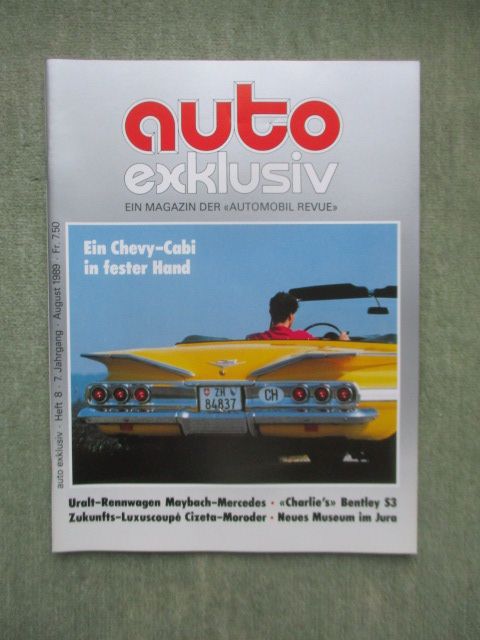 auto
exklusiv
EIN MAGAZIN DER «AUTOMOBIL REVUE»
Ein Chevy-Cabi
in fester Hand
ZH
84837
CH
auto exklusiv · Heft 8 · 7. Jahrgang · August 1989 · Fr. 7.50
Uralt-Rennwagen Maybach-Mercedes · «Charlie's» Bentley S3
Zukunfts-Luxuscoupé Cizeta-Moroder · Neues Museum im Jura